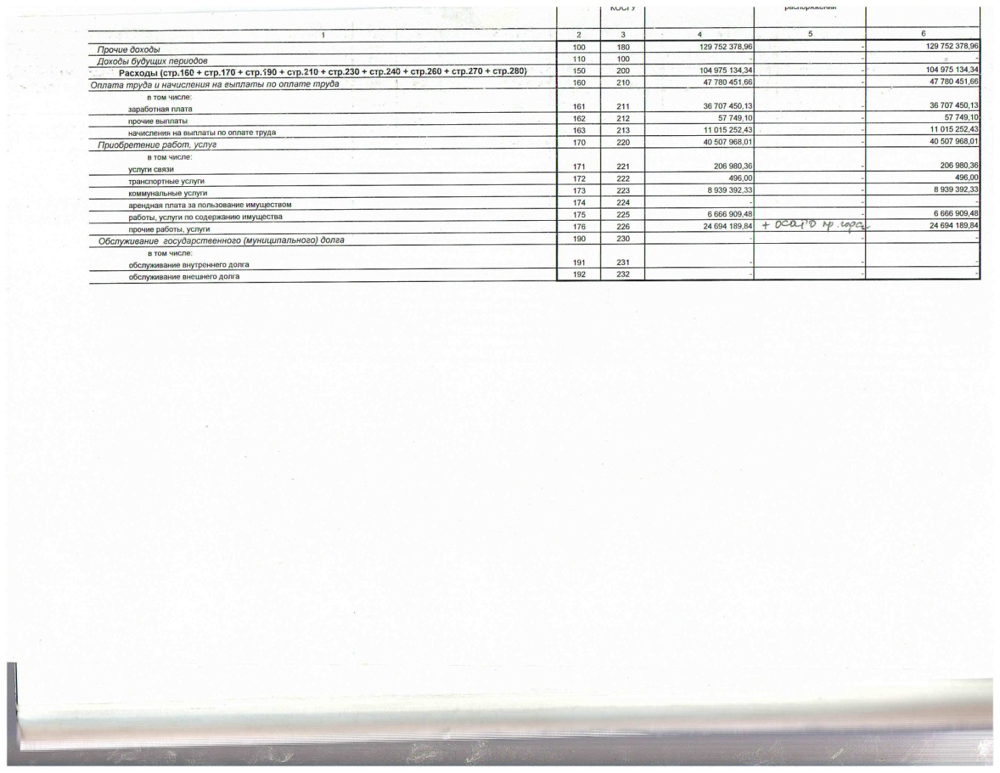 КОСГУ распоряжении
1 2 3 4 5 6
Прочие доходы 100 180 129 752 378,96 - 129 752 378,96
Доходы будущих периодов 110 100 - - -
Расходы (стр.160 + стр.170 + стр.190 + стр.210 + стр.230 + стр.240 + стр.260 + стр.270 + стр.280) 150 200 104 975 134,34 - 104 975 134,34
Оплата труда и начисления на выплаты по оплате труда 160 210 47 780 451,66 - 47 780 451,66
в том числе:
заработная плата 161 211 36 707 450,13 - 36 707 450,13
прочие выплаты 162 212 57 749,10 - 57 749,10
начисления на выплаты по оплате труда 163 213 11 015 252,43 - 11 015 252,43
Приобретение работ, услуг 170 220 40 507 968,01 - 40 507 968,01
в том числе:
услуги связи 171 221 206 980,36 - 206 980,36
транспортные услуги 172 222 496,00 - 496,00
коммунальные услуги 173 223 8 939 392,33 - 8 939 392,33
арендная плата за пользование имуществом 174 224 - - -
работы, услуги по содержанию имущества 175 225 6 666 909,48 - 6 666 909,48
прочие работы, услуги 176 226 24 694 189,84 + 24 694 189,84
Обслуживание государственного (муниципального) долга 190 230 - - -
в том числе:
обслуживание внутреннего долга 191 231 - - -
обслуживание внешнего долга 192 232 - - -